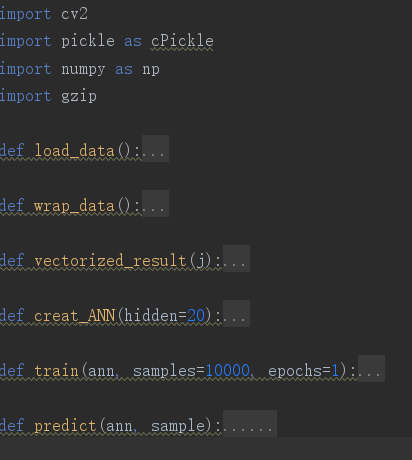 import cv2
import pickle as cPickle
import numpy as np
import gzip
def load_data():...
def wrap_data():...
def vectorized_result(j):...
def creat_ANN(hidden=20):...
def train(ann, samples=10000, epochs=1):...
def predict(ann, sample):......